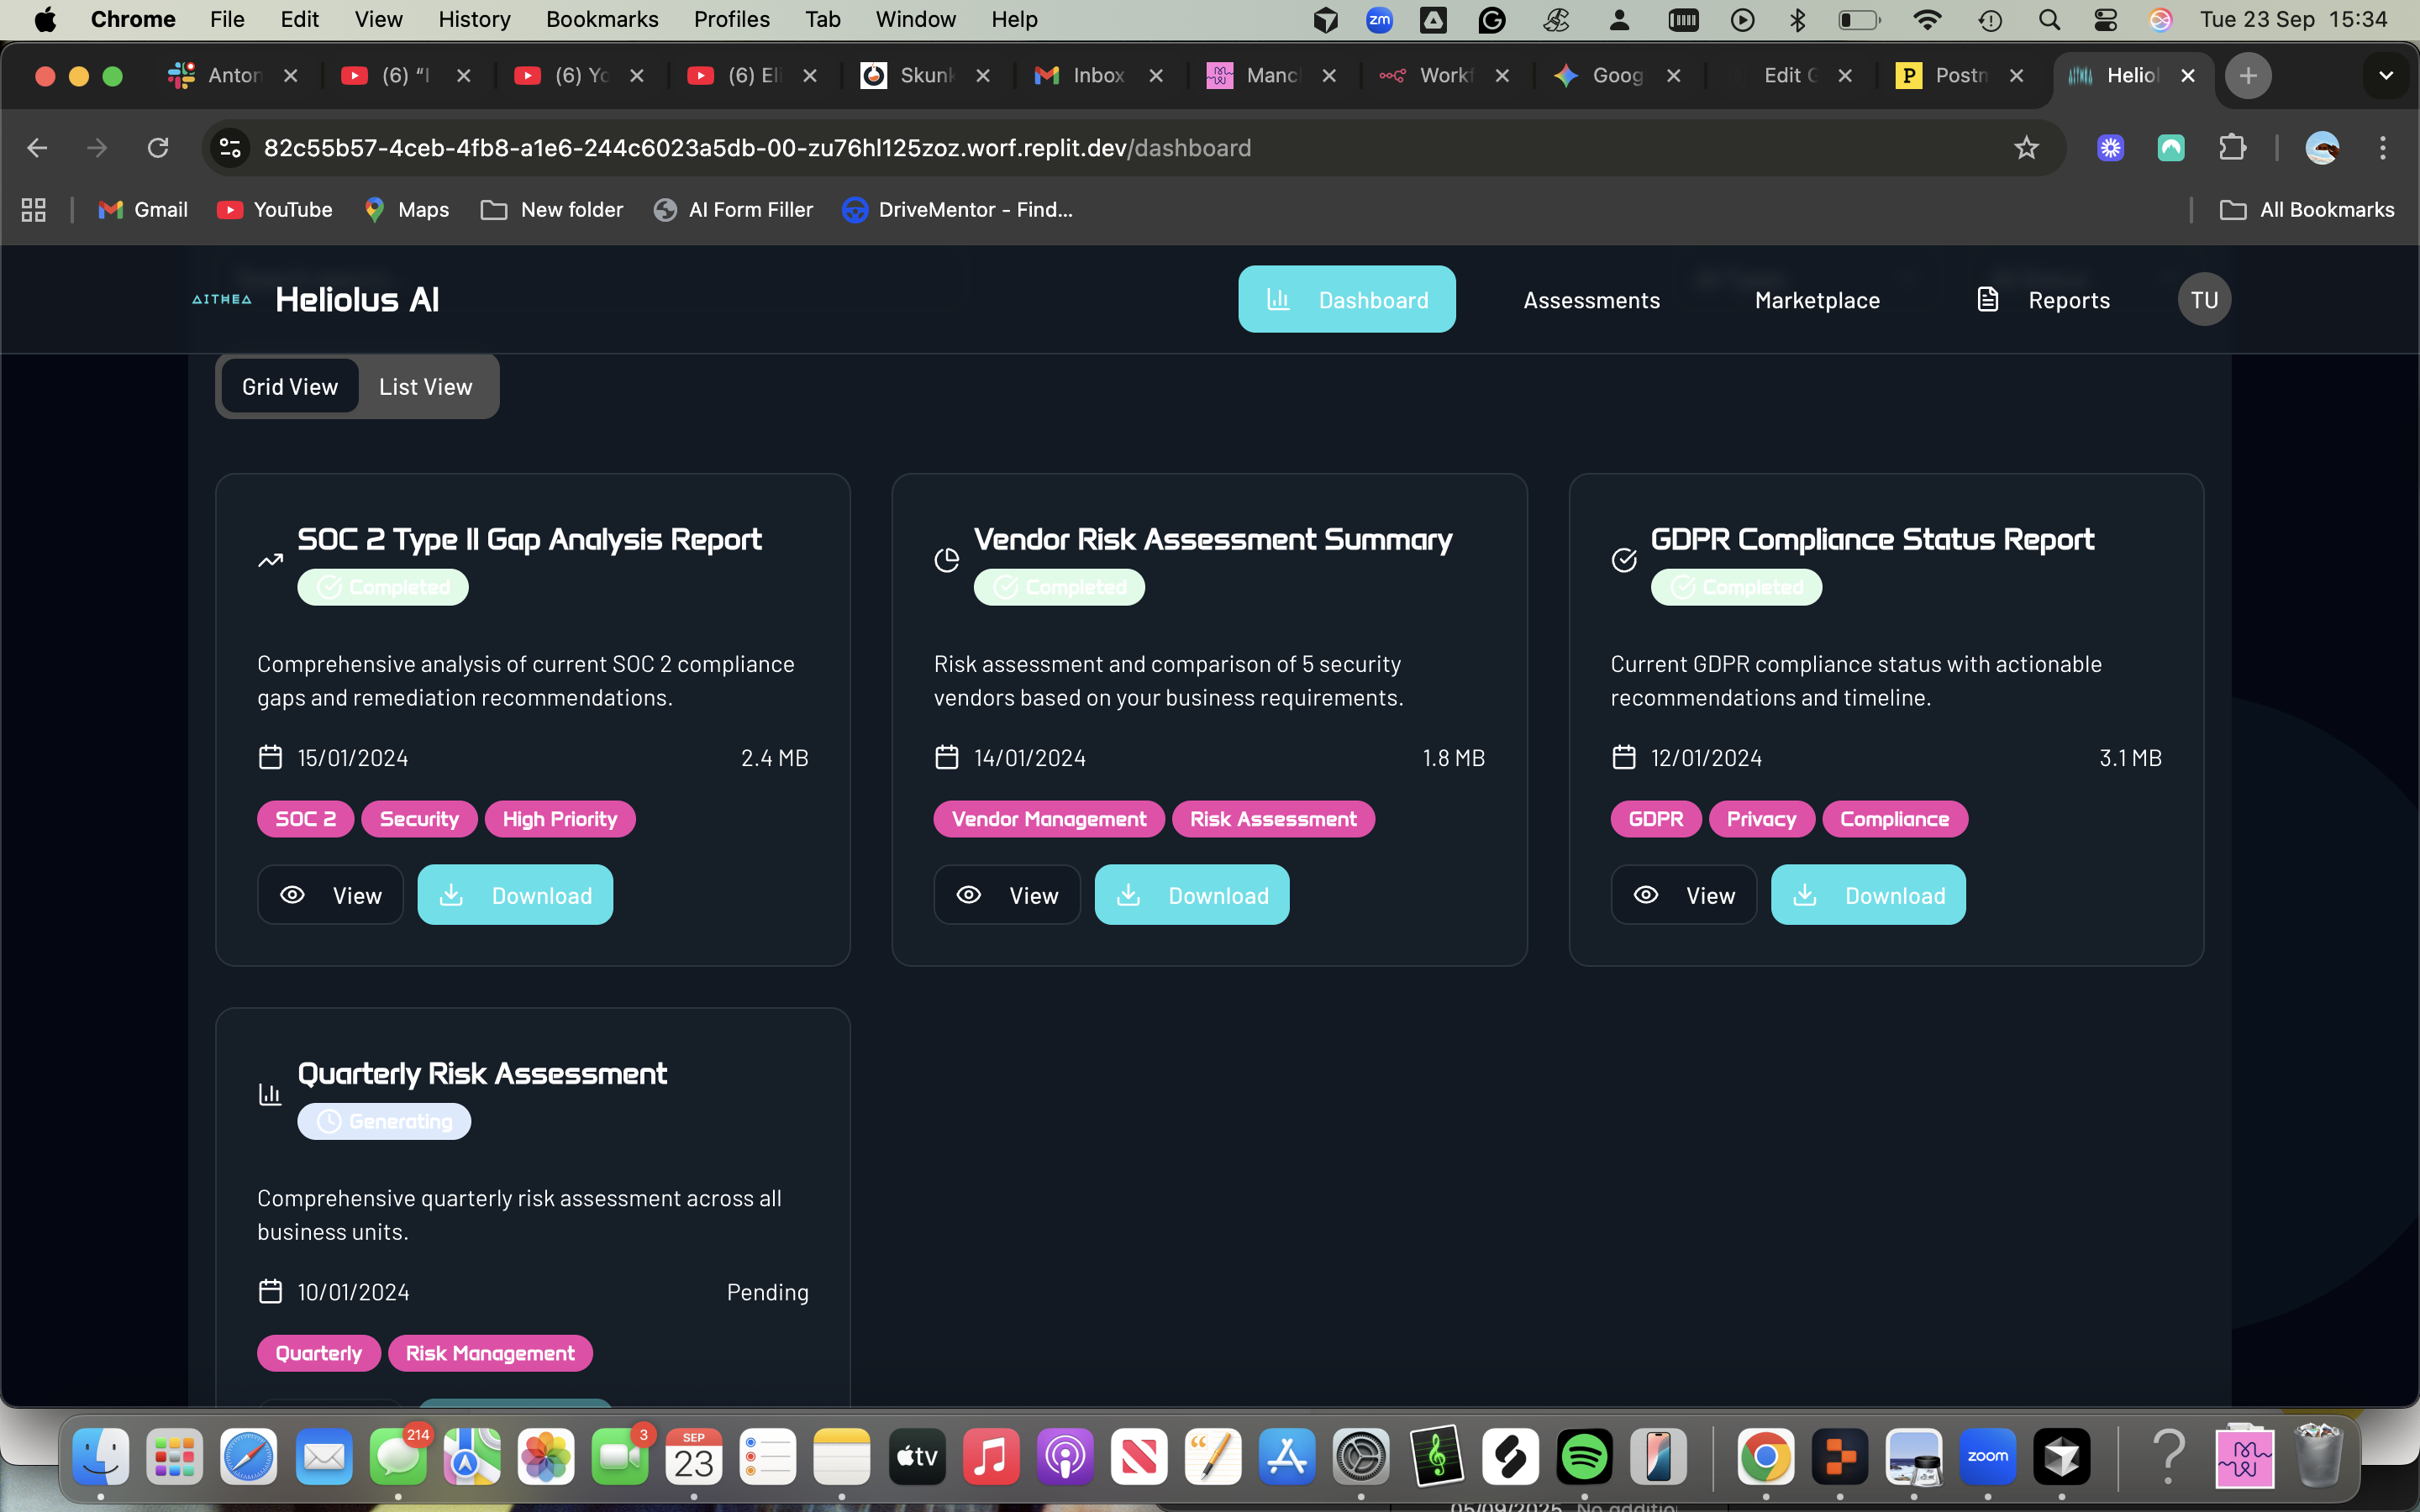 Chrome File Edit View History Bookmarks Profiles Tab Window Help zm Tue 23 Sep 15:34
Anton (6) “I (6) Yo (6) Eli Skunk Inbox Manc Workf Goog Edit Postm Heliol
82c55b57-4ceb-4fb8-a1e6-244c6023a5db-00-zu76hl125zoz.worf.replit.dev/dashboard
Gmail YouTube Maps New folder AI Form Filler DriveMentor - Find... All Bookmarks
AITHEA Heliolus AI Dashboard Assessments Marketplace Reports TU
Grid View List View
SOC 2 Type II Gap Analysis Report
Completed
Comprehensive analysis of current SOC 2 compliance
gaps and remediation recommendations.
15/01/2024 2.4 MB
SOC 2 Security High Priority
View Download
Vendor Risk Assessment Summary
Completed
Risk assessment and comparison of 5 security
vendors based on your business requirements.
14/01/2024 1.8 MB
Vendor Management Risk Assessment
View Download
GDPR Compliance Status Report
Completed
Current GDPR compliance status with actionable
recommendations and timeline.
12/01/2024 3.1 MB
GDPR Privacy Compliance
View Download
Quarterly Risk Assessment
Generating
Comprehensive quarterly risk assessment across all
business units.
10/01/2024 Pending
Quarterly Risk Management
214 3 SEP 23 tv zoom
05/09/2025